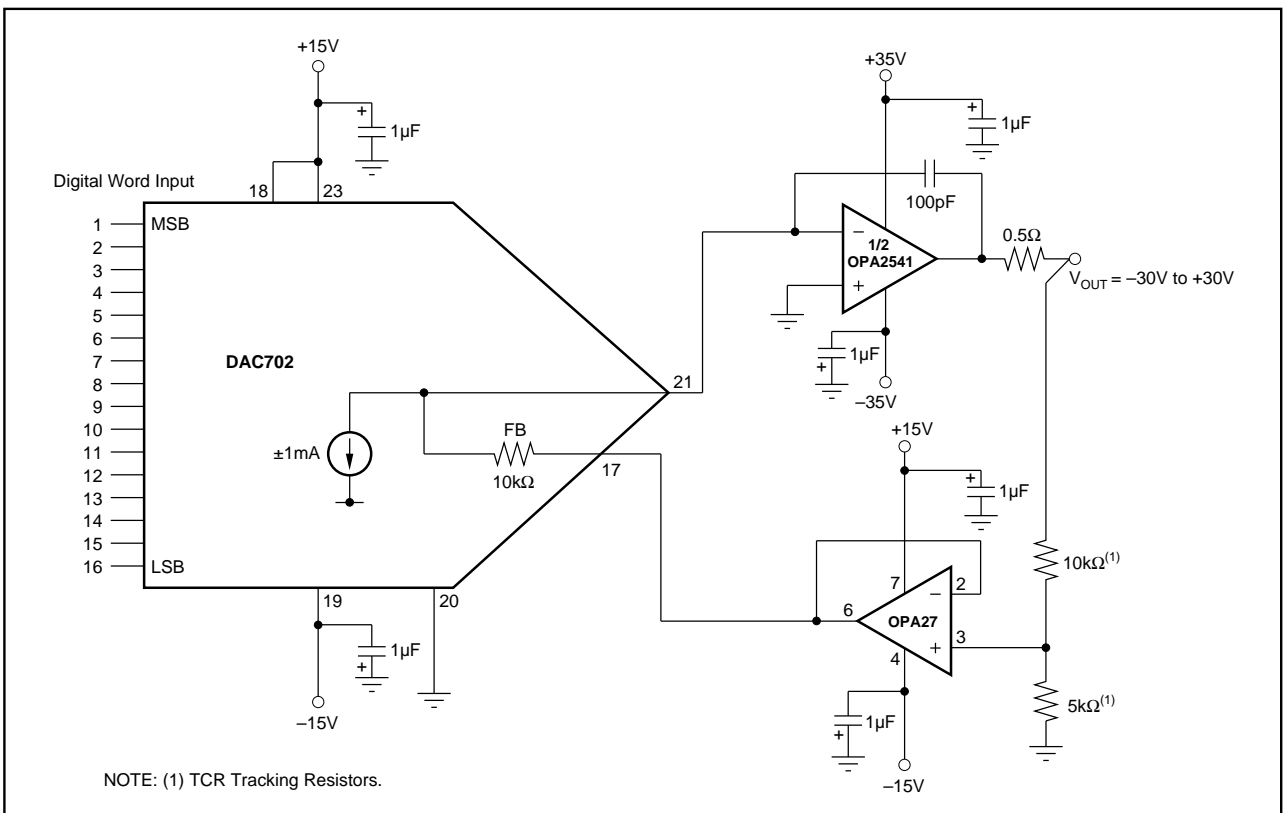 +15V
+
1µF
Digital Word Input
18
23
1
MSB
2
3
4
5
6
7
8
9
10
11
12
13
14
15
16
LSB
DAC702
±1mA
FB
10kΩ
21
17
19
20
+
1µF
–15V
+35V
+
1µF
100pF
–
1/2
OPA2541
+
0.5Ω
VOUT = –30V to +30V
1µF
+
–35V
+15V
+
1µF
10kΩ(1)
7
2
–
6
OPA27
3
+
4
5kΩ(1)
1µF
+
–15V
NOTE: (1) TCR Tracking Resistors.